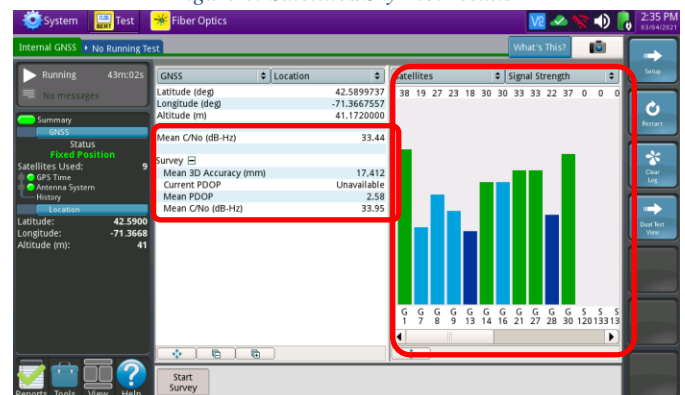 System Test Fiber Optics 2:35 PM
BERT V2 03/04/2021
Internal GNSS No Running Test What's This?
Running 43m:02s
No messages
Summary
GNSS
Status
Fixed Position
Satellites Used: 9
GPS Time
Antenna System
History
Location
Latitude: 42.5900
Longitude: -71.3668
Altitude (m): 41
GNSS Location
Latitude (deg) 42.5899737
Longitude (deg) -71.3667557
Altitude (m) 41.1720000
Mean C/No (dB-Hz) 33.44
Survey
Mean 3D Accuracy (mm) 17,412
Current PDOP Unavailable
Mean PDOP 2.58
Mean C/No (dB-Hz) 33.95
Satellites Signal Strength
38 19 27 23 18 30 30 33 33 22 37 0 0 0
G G G G G G G G G G G S S S
1 7 8 9 13 14 16 21 27 28 30 120 133 13
Setup
Restart
Clear
Log
Dual Test
View
Start
Survey
Reports Tools View Help